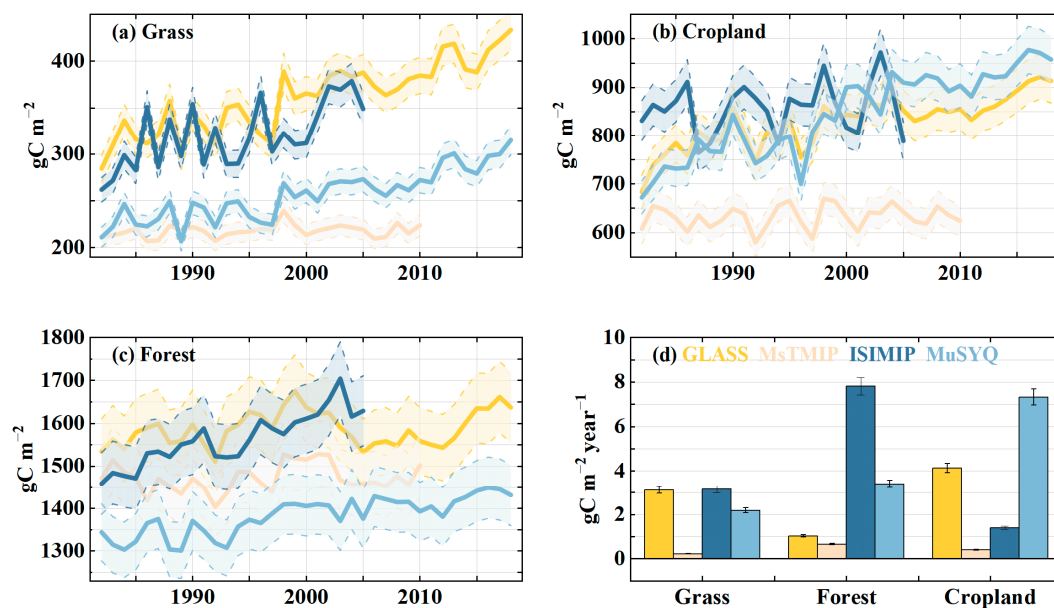 (a) Grass
gC m−2
400
300
200
1990
2000
2010
(b) Cropland
gC m−2
1000
900
800
700
600
1990
2000
2010
(c) Forest
gC m−2
1800
1700
1600
1500
1400
1300
1990
2000
2010
(d) GLASS MsTMIP ISIMIP MuSYQ
gC m−2 year−1
10
8
6
4
2
0
Grass
Forest
Cropland